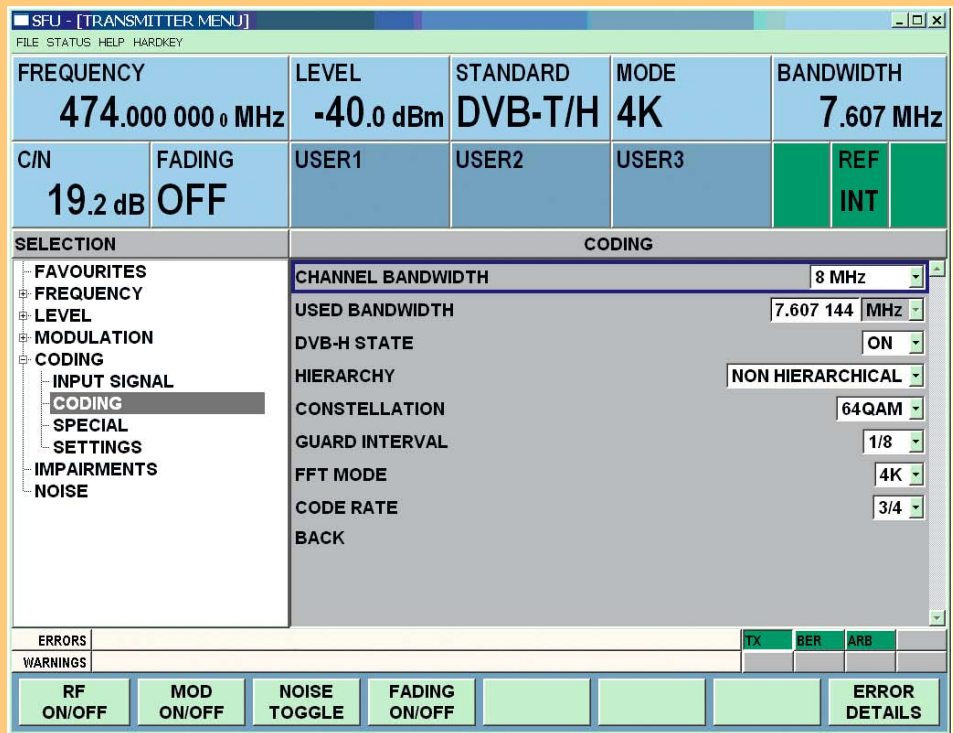 SFU - [TRANSMITTER MENU]
FILE STATUS HELP HARDKEY
FREQUENCY LEVEL STANDARD MODE BANDWIDTH
474.000 000 0 MHz -40.0 dBm DVB-T/H 4K 7.607 MHz
C/N FADING USER1 USER2 USER3 REF
19.2 dB OFF INT
SELECTION CODING
FAVOURITES
FREQUENCY
LEVEL
MODULATION
CODING
INPUT SIGNAL
CODING
SPECIAL
SETTINGS
IMPAIRMENTS
NOISE
CHANNEL BANDWIDTH 8 MHz
USED BANDWIDTH 7.607 144 MHz
DVB-H STATE ON
HIERARCHY NON HIERARCHICAL
CONSTELLATION 64QAM
GUARD INTERVAL 1/8
FFT MODE 4K
CODE RATE 3/4
BACK
ERRORS TX BER ARB
WARNINGS
RF ON/OFF
MOD ON/OFF
NOISE TOGGLE
FADING ON/OFF
ERROR DETAILS